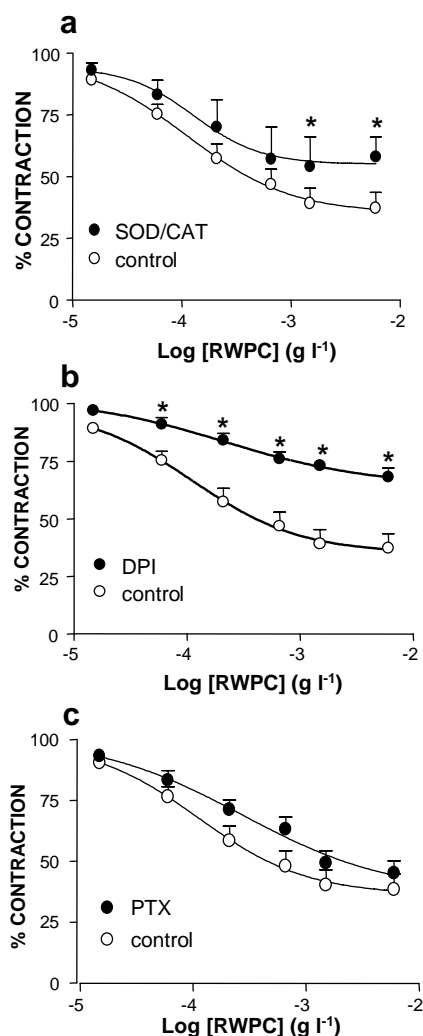 a
100
75
50
25
0
% CONTRACTION
* *
SOD/CAT
control
-5 -4 -3 -2
Log [RWPC] (g l-1)
b
100
75
50
25
0
% CONTRACTION
* * * * *
DPI
control
-5 -4 -3 -2
Log [RWPC] (g l-1)
c
100
75
50
25
0
% CONTRACTION
PTX
control
-5 -4 -3 -2
Log [RWPC] (g l-1)